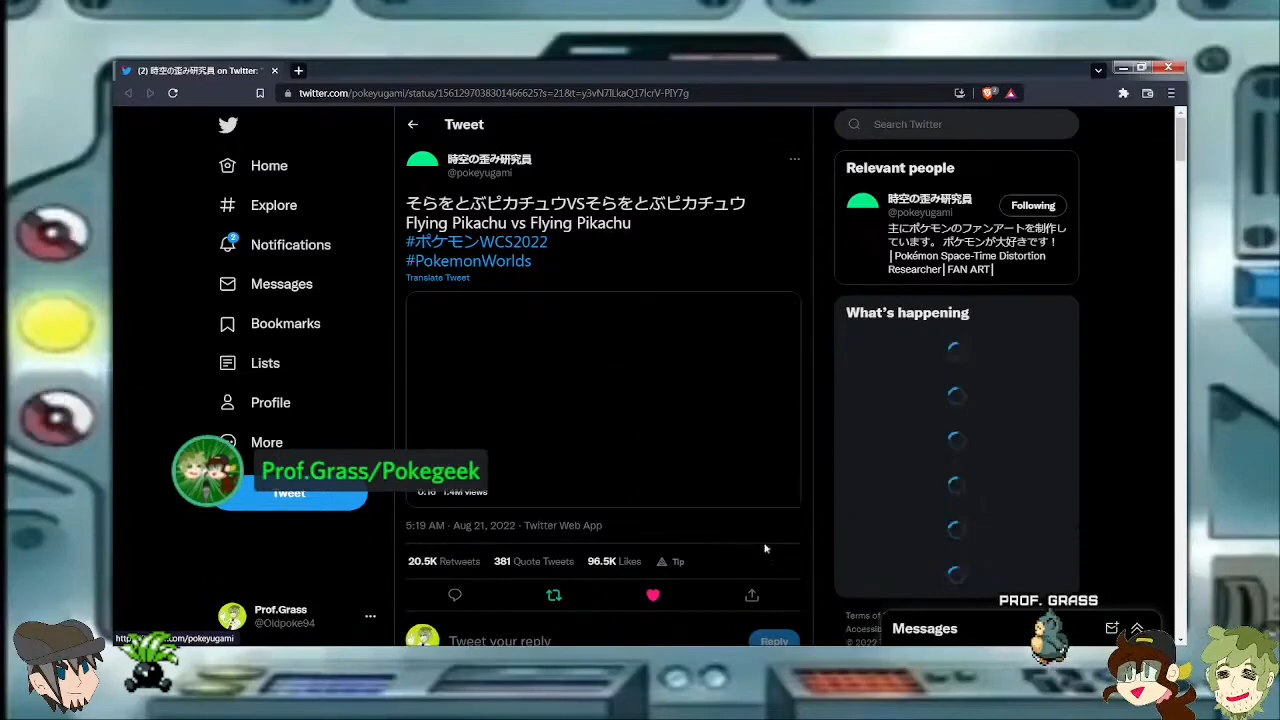 (2) 時空の歪み研究員 on Twitter:
twitter.com/pokeyugami/status/1561297038301466625?s=21&t=y3vN7ILkaQ17IcrV-PIY7g
Home
Explore
2
Notifications
Messages
Bookmarks
Lists
Profile
More
Tweet
Prof.Grass
@Oldpoke94
Tweet
時空の歪み研究員
@pokeyugami
そらをとぶピカチュウVSそらをとぶピカチュウ
Flying Pikachu vs Flying Pikachu
#ポケモンWCS2022
#PokemonWorlds
Translate Tweet
Prof.Grass/Pokegeek
0:16 1.4M views
5:19 AM · Aug 21, 2022 · Twitter Web App
20.5K Retweets 381 Quote Tweets 96.5K Likes Tip
Tweet your reply
Reply
Search Twitter
Relevant people
時空の歪み研究員
@pokeyugami
Following
主にポケモンのファンアートを制作し
ています。 ポケモンが大好きです！
|Pokémon Space-Time Distortion
Researcher|FAN ART|
What's happening
Terms of
© 2022
PROF. GRASS
Messages